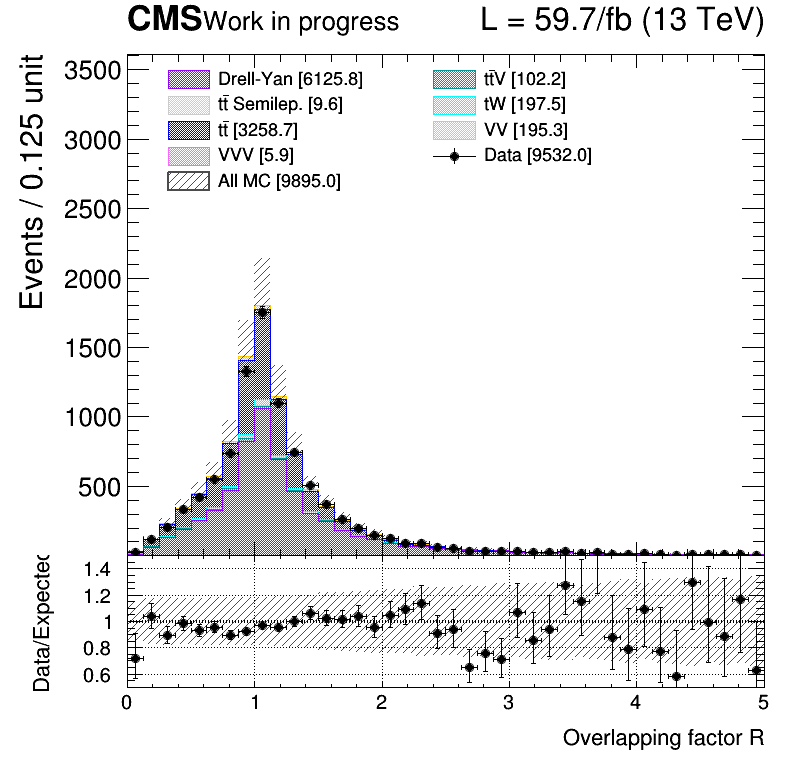 CMS Work in progress L = 59.7/fb (13 TeV)
Events / 0.125 unit
3500
3000
2500
2000
1500
1000
500
Drell-Yan [6125.8]
tt̄ Semilep. [9.6]
tt̄ [3258.7]
VVV [5.9]
All MC [9895.0]
tt̄V [102.2]
tW [197.5]
VV [195.3]
Data [9532.0]
Data/Expected
1.4
1.2
1
0.8
0.6
0 1 2 3 4 5
Overlapping factor R